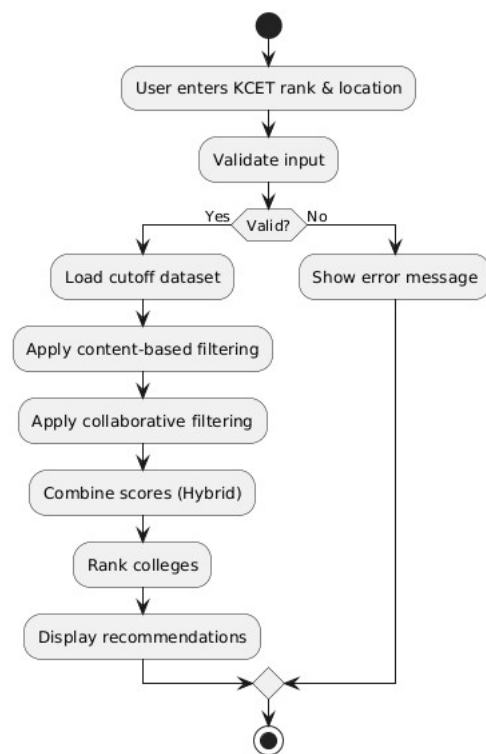 User enters KCET rank & location
Validate input
Yes
Valid?
No
Load cutoff dataset
Show error message
Apply content-based filtering
Apply collaborative filtering
Combine scores (Hybrid)
Rank colleges
Display recommendations